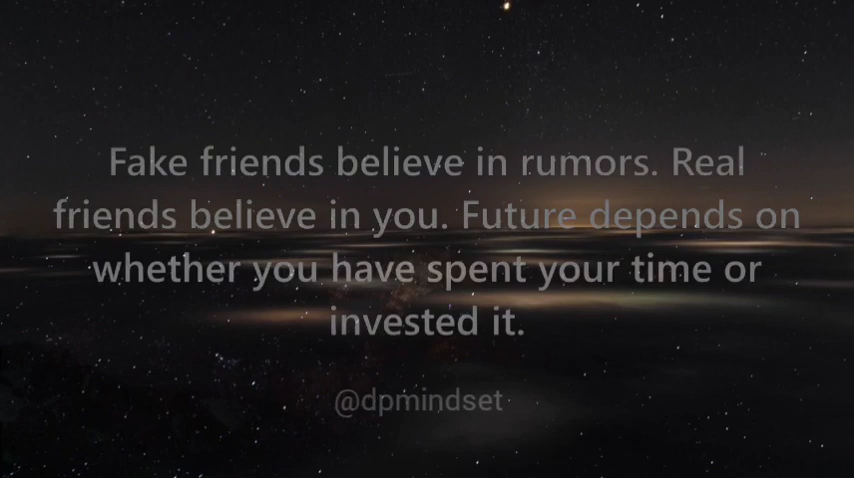 Fake friends believe in rumors. Real
friends believe in you. Future depends on
whether you have spent your time or
invested it.
@dpmindset